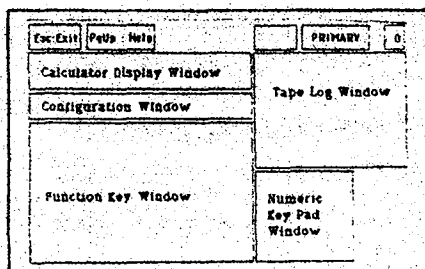 Esc:Exit PgUp : Help PRIMARY 0
Calculator Display Window
Tape Log Window
Configuration Window
Function Key Window
Numeric
Key Pad
Window